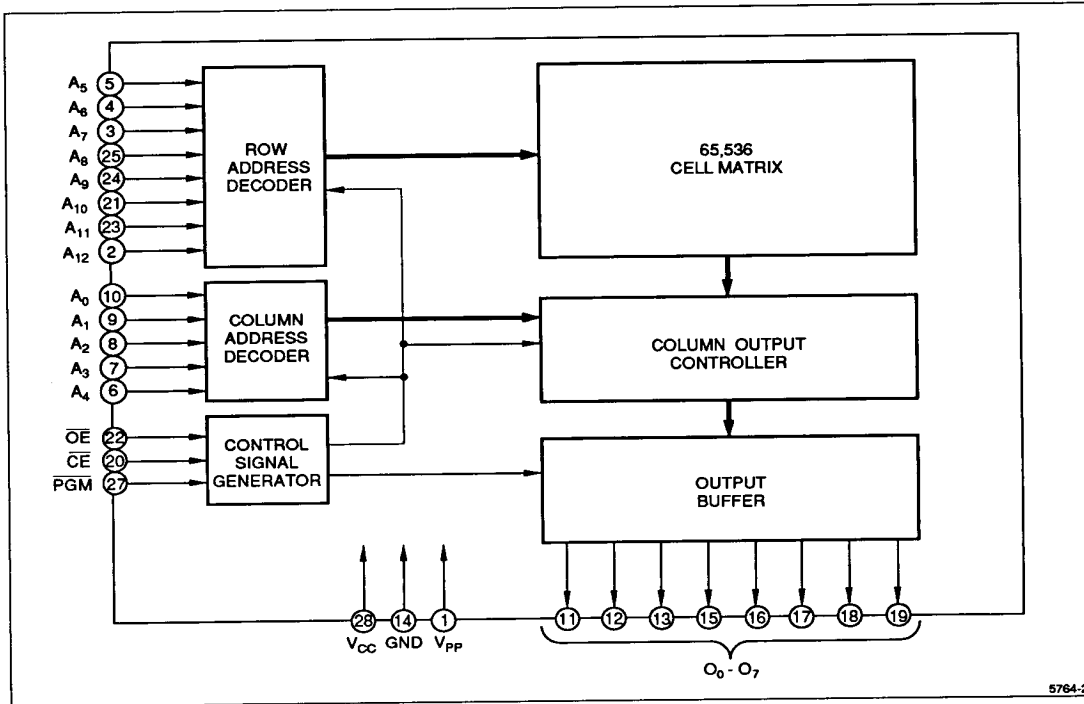 A5 5
A6 4
A7 3
A8 25
A9 24
A10 21
A11 23
A12 2
ROW
ADDRESS
DECODER
65,536
CELL MATRIX
A0 10
A1 9
A2 8
A3 7
A4 6
COLUMN
ADDRESS
DECODER
COLUMN OUTPUT
CONTROLLER
OE 22
CE 20
PGM 27
CONTROL
SIGNAL
GENERATOR
OUTPUT
BUFFER
28 14 1 11 12 13 15 16 17 18 19
VCC GND VPP
O0 - O7
5764-2